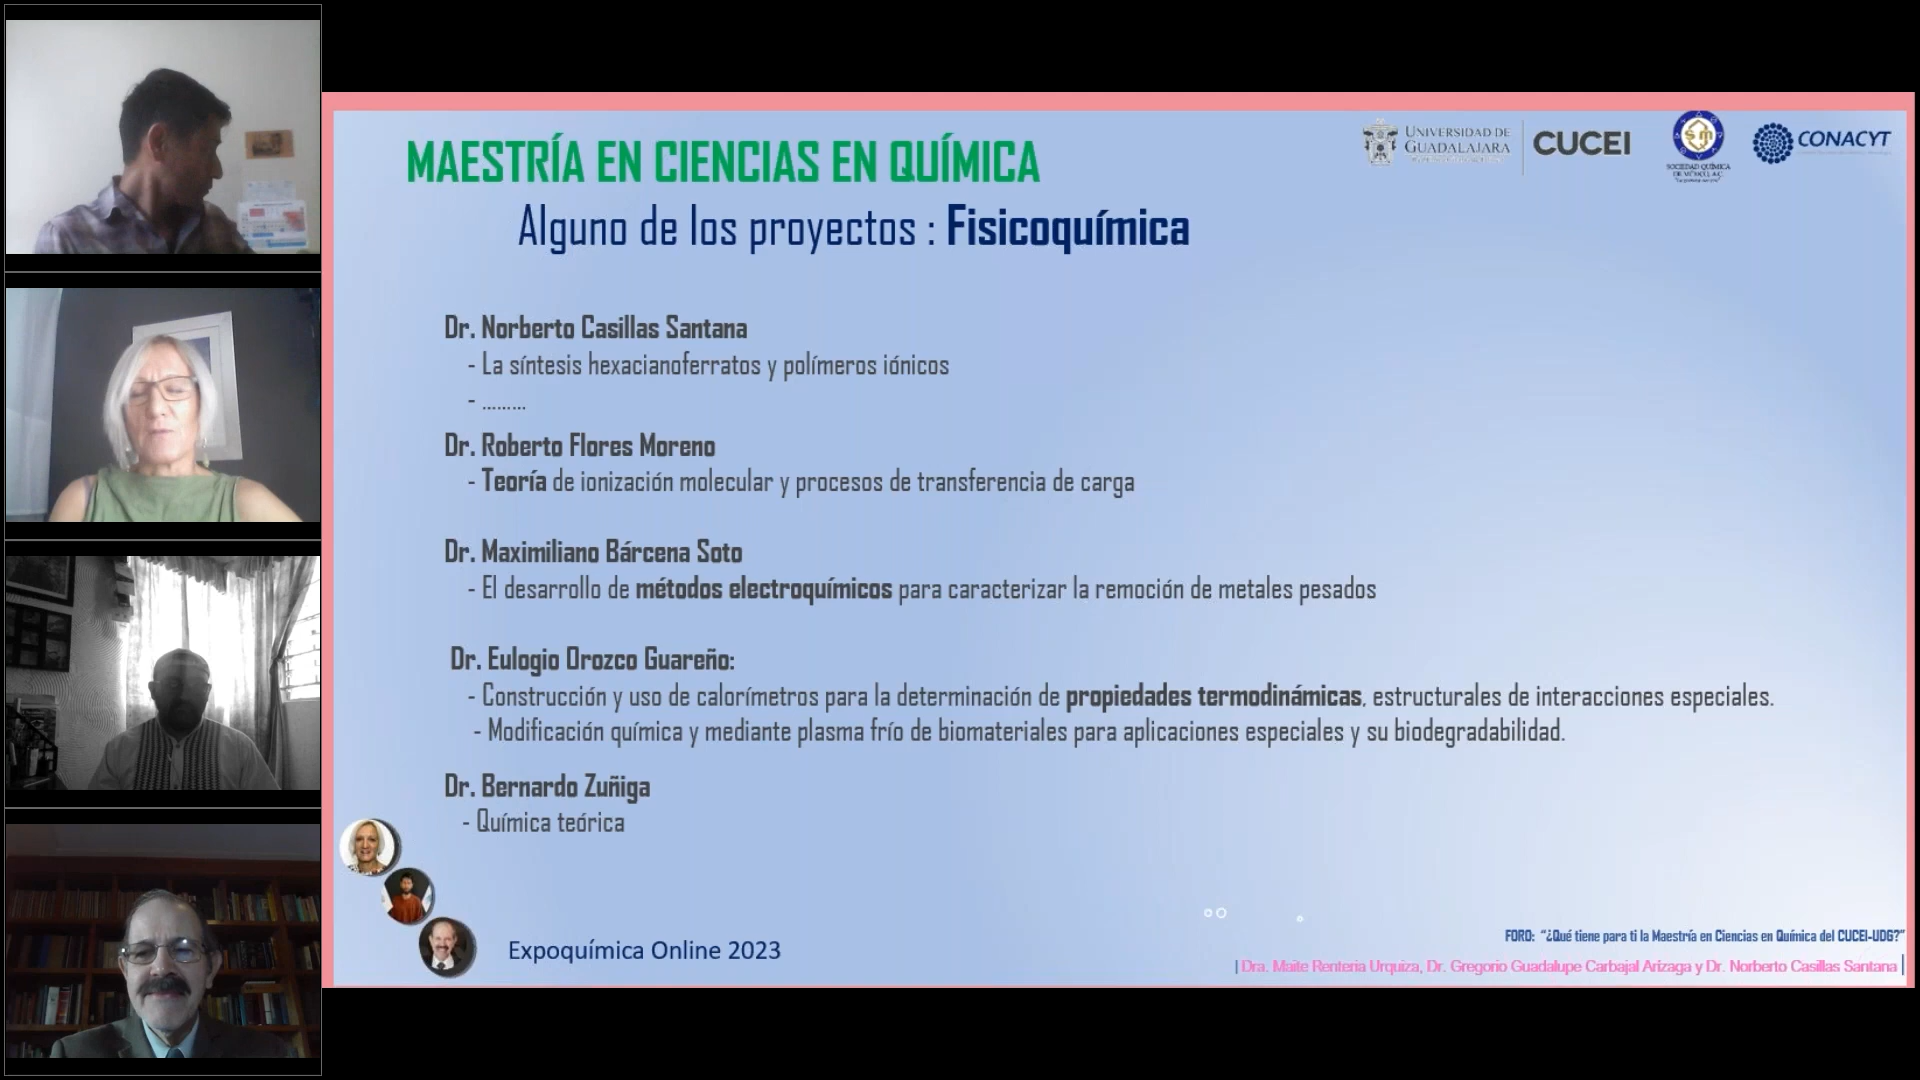 MAESTRÍA EN CIENCIAS EN QUÍMICA
UNIVERSIDAD DE
GUADALAJARA
CUCEI
SOCIEDAD QUÍMICA
DE MÉXICO, A.C.
CONACYT
Alguno de los proyectos : Fisicoquímica
Dr. Norberto Casillas Santana
- La síntesis hexacianoferratos y polímeros iónicos
- .........
Dr. Roberto Flores Moreno
- Teoría de ionización molecular y procesos de transferencia de carga
Dr. Maximiliano Bárcena Soto
- El desarrollo de métodos electroquímicos para caracterizar la remoción de metales pesados
Dr. Eulogio Orozco Guareño:
- Construcción y uso de calorímetros para la determinación de propiedades termodinámicas, estructurales de interacciones especiales.
- Modificación química y mediante plasma frío de biomateriales para aplicaciones especiales y su biodegradabilidad.
Dr. Bernardo Zuñiga
- Química teórica
Expoquímica Online 2023
FORO: "¿Qué tiene para ti la Maestría en Ciencias en Química del CUCEI-UDG?"
| Dra. Maite Renteria Urquiza, Dr. Gregorio Guadalupe Carbajal Arizaga y Dr. Norberto Casillas Santana |